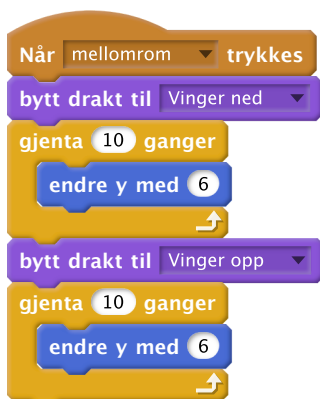 Når mellomrom trykkes
bytt drakt til Vinger ned
gjenta 10 ganger
endre y med 6
bytt drakt til Vinger opp
gjenta 10 ganger
endre y med 6